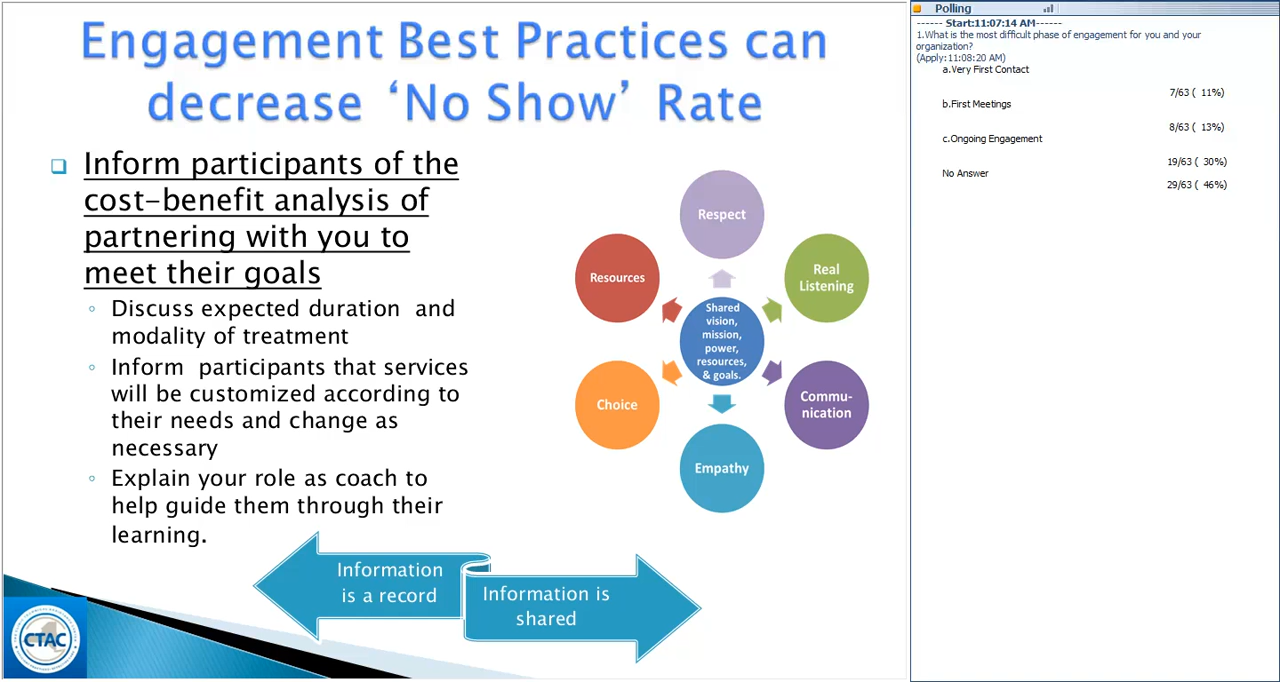 Engagement Best Practices can
decrease ‘No Show’ Rate
Inform participants of the
cost-benefit analysis of
partnering with you to
meet their goals
Discuss expected duration and
modality of treatment
Inform participants that services
will be customized according to
their needs and change as
necessary
Explain your role as coach to
help guide them through their
learning.
Respect
Real
Listening
Commu-
nication
Empathy
Choice
Resources
Shared
vision,
mission,
power,
resources,
& goals.
Information
is a record
Information is
shared
CTAC
Polling
------ Start:11:07:14 AM------
1.What is the most difficult phase of engagement for you and your
organization?
(Apply:11:08:20 AM)
a.Very First Contact
7/63 ( 11%)
b.First Meetings
8/63 ( 13%)
c.Ongoing Engagement
19/63 ( 30%)
No Answer
29/63 ( 46%)